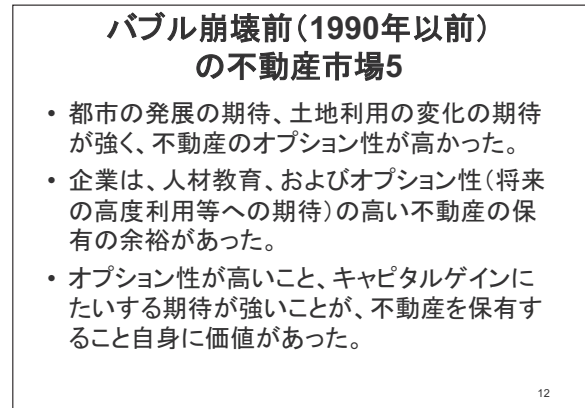 バブル崩壊前(1990年以前)
の不動産市場5
• 都市の発展の期待、土地利用の変化の期待
が強く、不動産のオプション性が高かった。
• 企業は、人材教育、およびオプション性(将来
の高度利用等への期待)の高い不動産の保
有の余裕があった。
• オプション性が高いこと、キャピタルゲインに
たいする期待が強いことが、不動産を保有す
ること自身に価値があった。
12